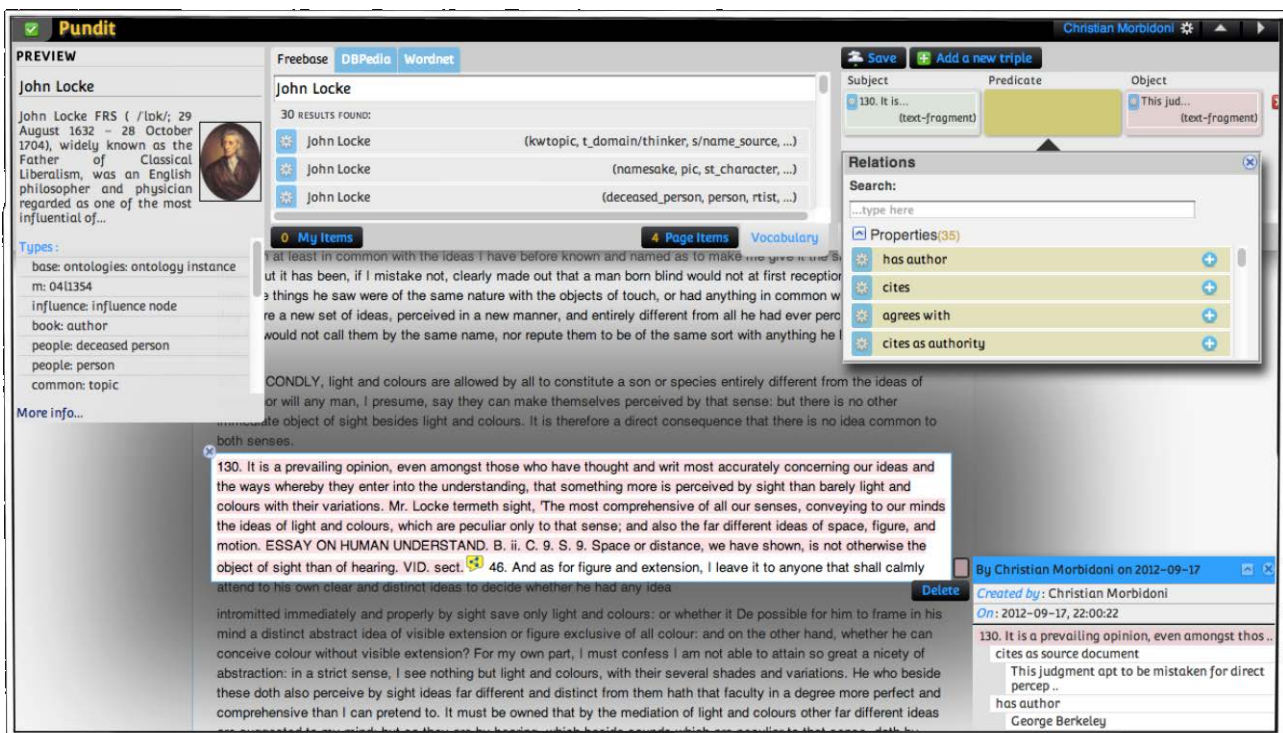 Pundit
Christian Morbidoni
PREVIEW
John Locke
John Locke FRS ( /lɒk/; 29
August 1632 – 28 October
1704), widely known as the
Father of Classical
Liberalism, was an English
philosopher and physician
regarded as one of the most
influential of...
Types :
base: ontologies: ontology instance
m: 04l1354
influence: influence node
book: author
people: deceased person
people: person
common: topic
More info...
Freebase DBPedia Wordnet
John Locke
30 RESULTS FOUND:
John Locke (kwtopic, t_domain/thinker, s/name_source, ...)
John Locke (namesake, pic, st_character, ...)
John Locke (deceased_person, person, rtist, ...)
0 My Items 4 Page Items Vocabulary
Save Add a new triple
Subject Predicate Object
130. It is...
(text-fragment)
This jud...
(text-fragment)
Relations
Search:
...type here
Properties(35)
has author
cites
agrees with
cites as authority
at least in common with the ideas I have before known and named as to make me give it the
ut it has been, if I mistake not, clearly made out that a man born blind would not at first reception
things he saw were of the same nature with the objects of touch, or had anything in common
re a new set of ideas, perceived in a new manner, and entirely different from all he had ever
would not call them by the same name, nor repute them to be of the same sort with anything he
CONDLY, light and colours are allowed by all to constitute a son or species entirely different from the ideas of
or will any man, I presume, say they can make themselves perceived by that sense: but there is no other
object of sight besides light and colours. It is therefore a direct consequence that there is no idea common to
both senses.
130. It is a prevailing opinion, even amongst those who have thought and writ most accurately concerning our ideas and
the ways whereby they enter into the understanding, that something more is perceived by sight than barely light and
colours with their variations. Mr. Locke termeth sight, 'The most comprehensive of all our senses, conveying to our minds
the ideas of light and colours, which are peculiar only to that sense; and also the far different ideas of space, figure, and
motion. ESSAY ON HUMAN UNDERSTAND. B. ii. C. 9. S. 9. Space or distance, we have shown, is not otherwise the
object of sight than of hearing. VID. sect. 46. And as for figure and extension, I leave it to anyone that shall calmly
attend to his own clear and distinct ideas to decide whether he had any idea
Delete
intromitted immediately and properly by sight save only light and colours: or whether it De possible for him to frame in his
mind a distinct abstract idea of visible extension or figure exclusive of all colour: and on the other hand, whether he can
conceive colour without visible extension? For my own part, I must confess I am not able to attain so great a nicety of
abstraction: in a strict sense, I see nothing but light and colours, with their several shades and variations. He who beside
these doth also perceive by sight ideas far different and distinct from them hath that faculty in a degree more perfect and
comprehensive than I can pretend to. It must be owned that by the mediation of light and colours other far different ideas
By Christian Morbidoni on 2012-09-17
Created by : Christian Morbidoni
On : 2012-09-17, 22:00:22
130. It is a prevailing opinion, even amongst thos ..
cites as source document
This judgment apt to be mistaken for direct
percep ..
has author
George Berkeley